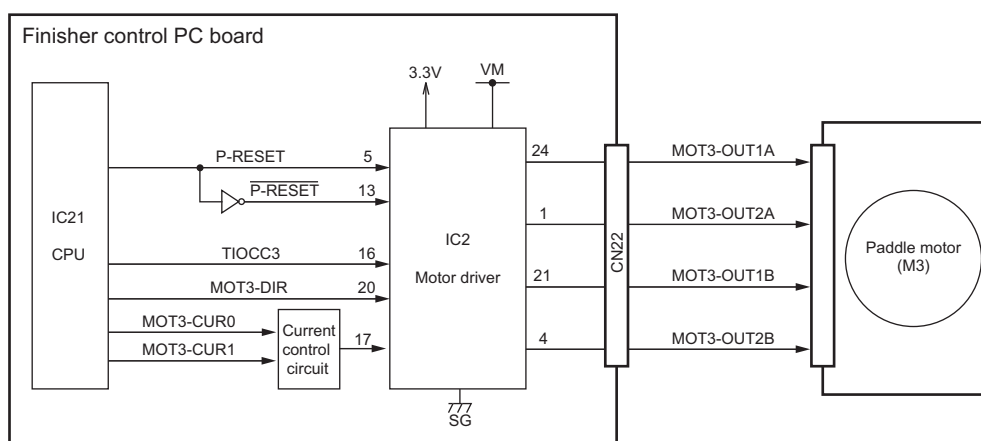 Finisher control PC board
3.3V
VM
P-RESET
5
24
MOT3-OUT1A
P-RESET
13
IC21
CPU
1
MOT3-OUT2A
IC2
Motor driver
CN22
Paddle motor
(M3)
TIOCC3
16
MOT3-DIR
20
21
MOT3-OUT1B
MOT3-CUR0
MOT3-CUR1
Current
control
circuit
17
4
MOT3-OUT2B
SG